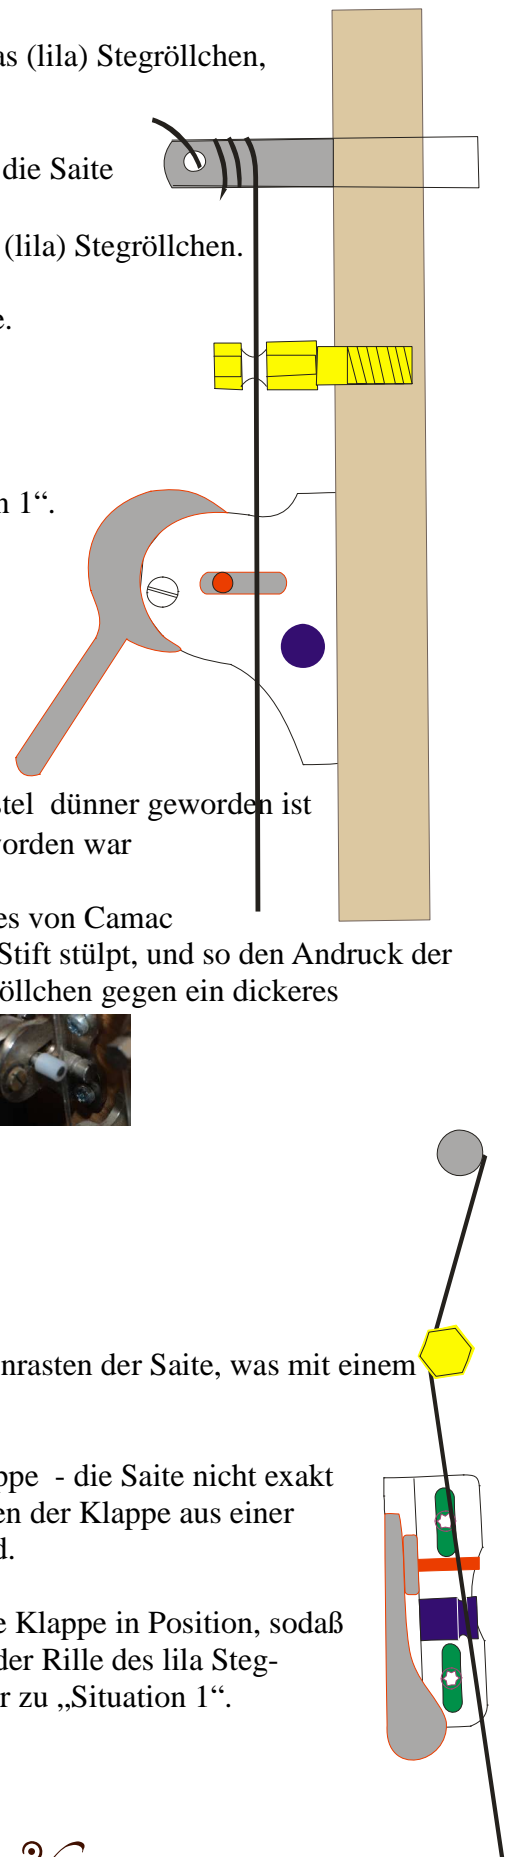 as (lila) Stegröllchen,
die Saite
(lila) Stegröllchen.
e.
n 1“.
stel dünner geworden ist
vorden war
es von Camac
Stift stülpt, und so den Andruck der
öllchen gegen ein dickeres
nrasten der Saite, was mit einem
ppe - die Saite nicht exakt
en der Klappe aus einer
d.
e Klappe in Position, sodaß
der Rille des lila Steg-
r zu „Situation 1“.